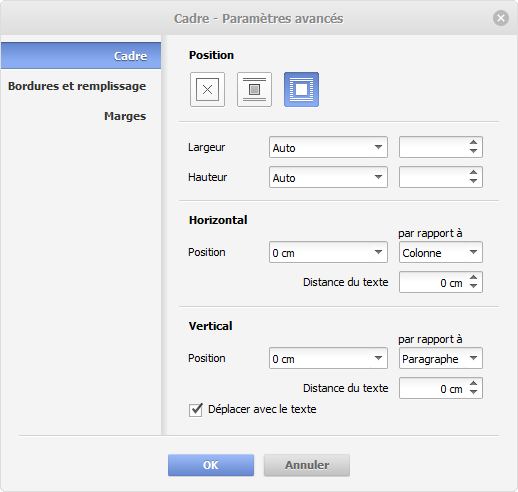 Cadre - Paramètres avancés
Cadre
Bordures et remplissage
Marges
Position
Largeur Auto
Hauteur Auto
Horizontal
par rapport à
Position 0 cm Colonne
Distance du texte 0 cm
Vertical
par rapport à
Position 0 cm Paragraphe
Distance du texte 0 cm
Déplacer avec le texte
OK Annuler